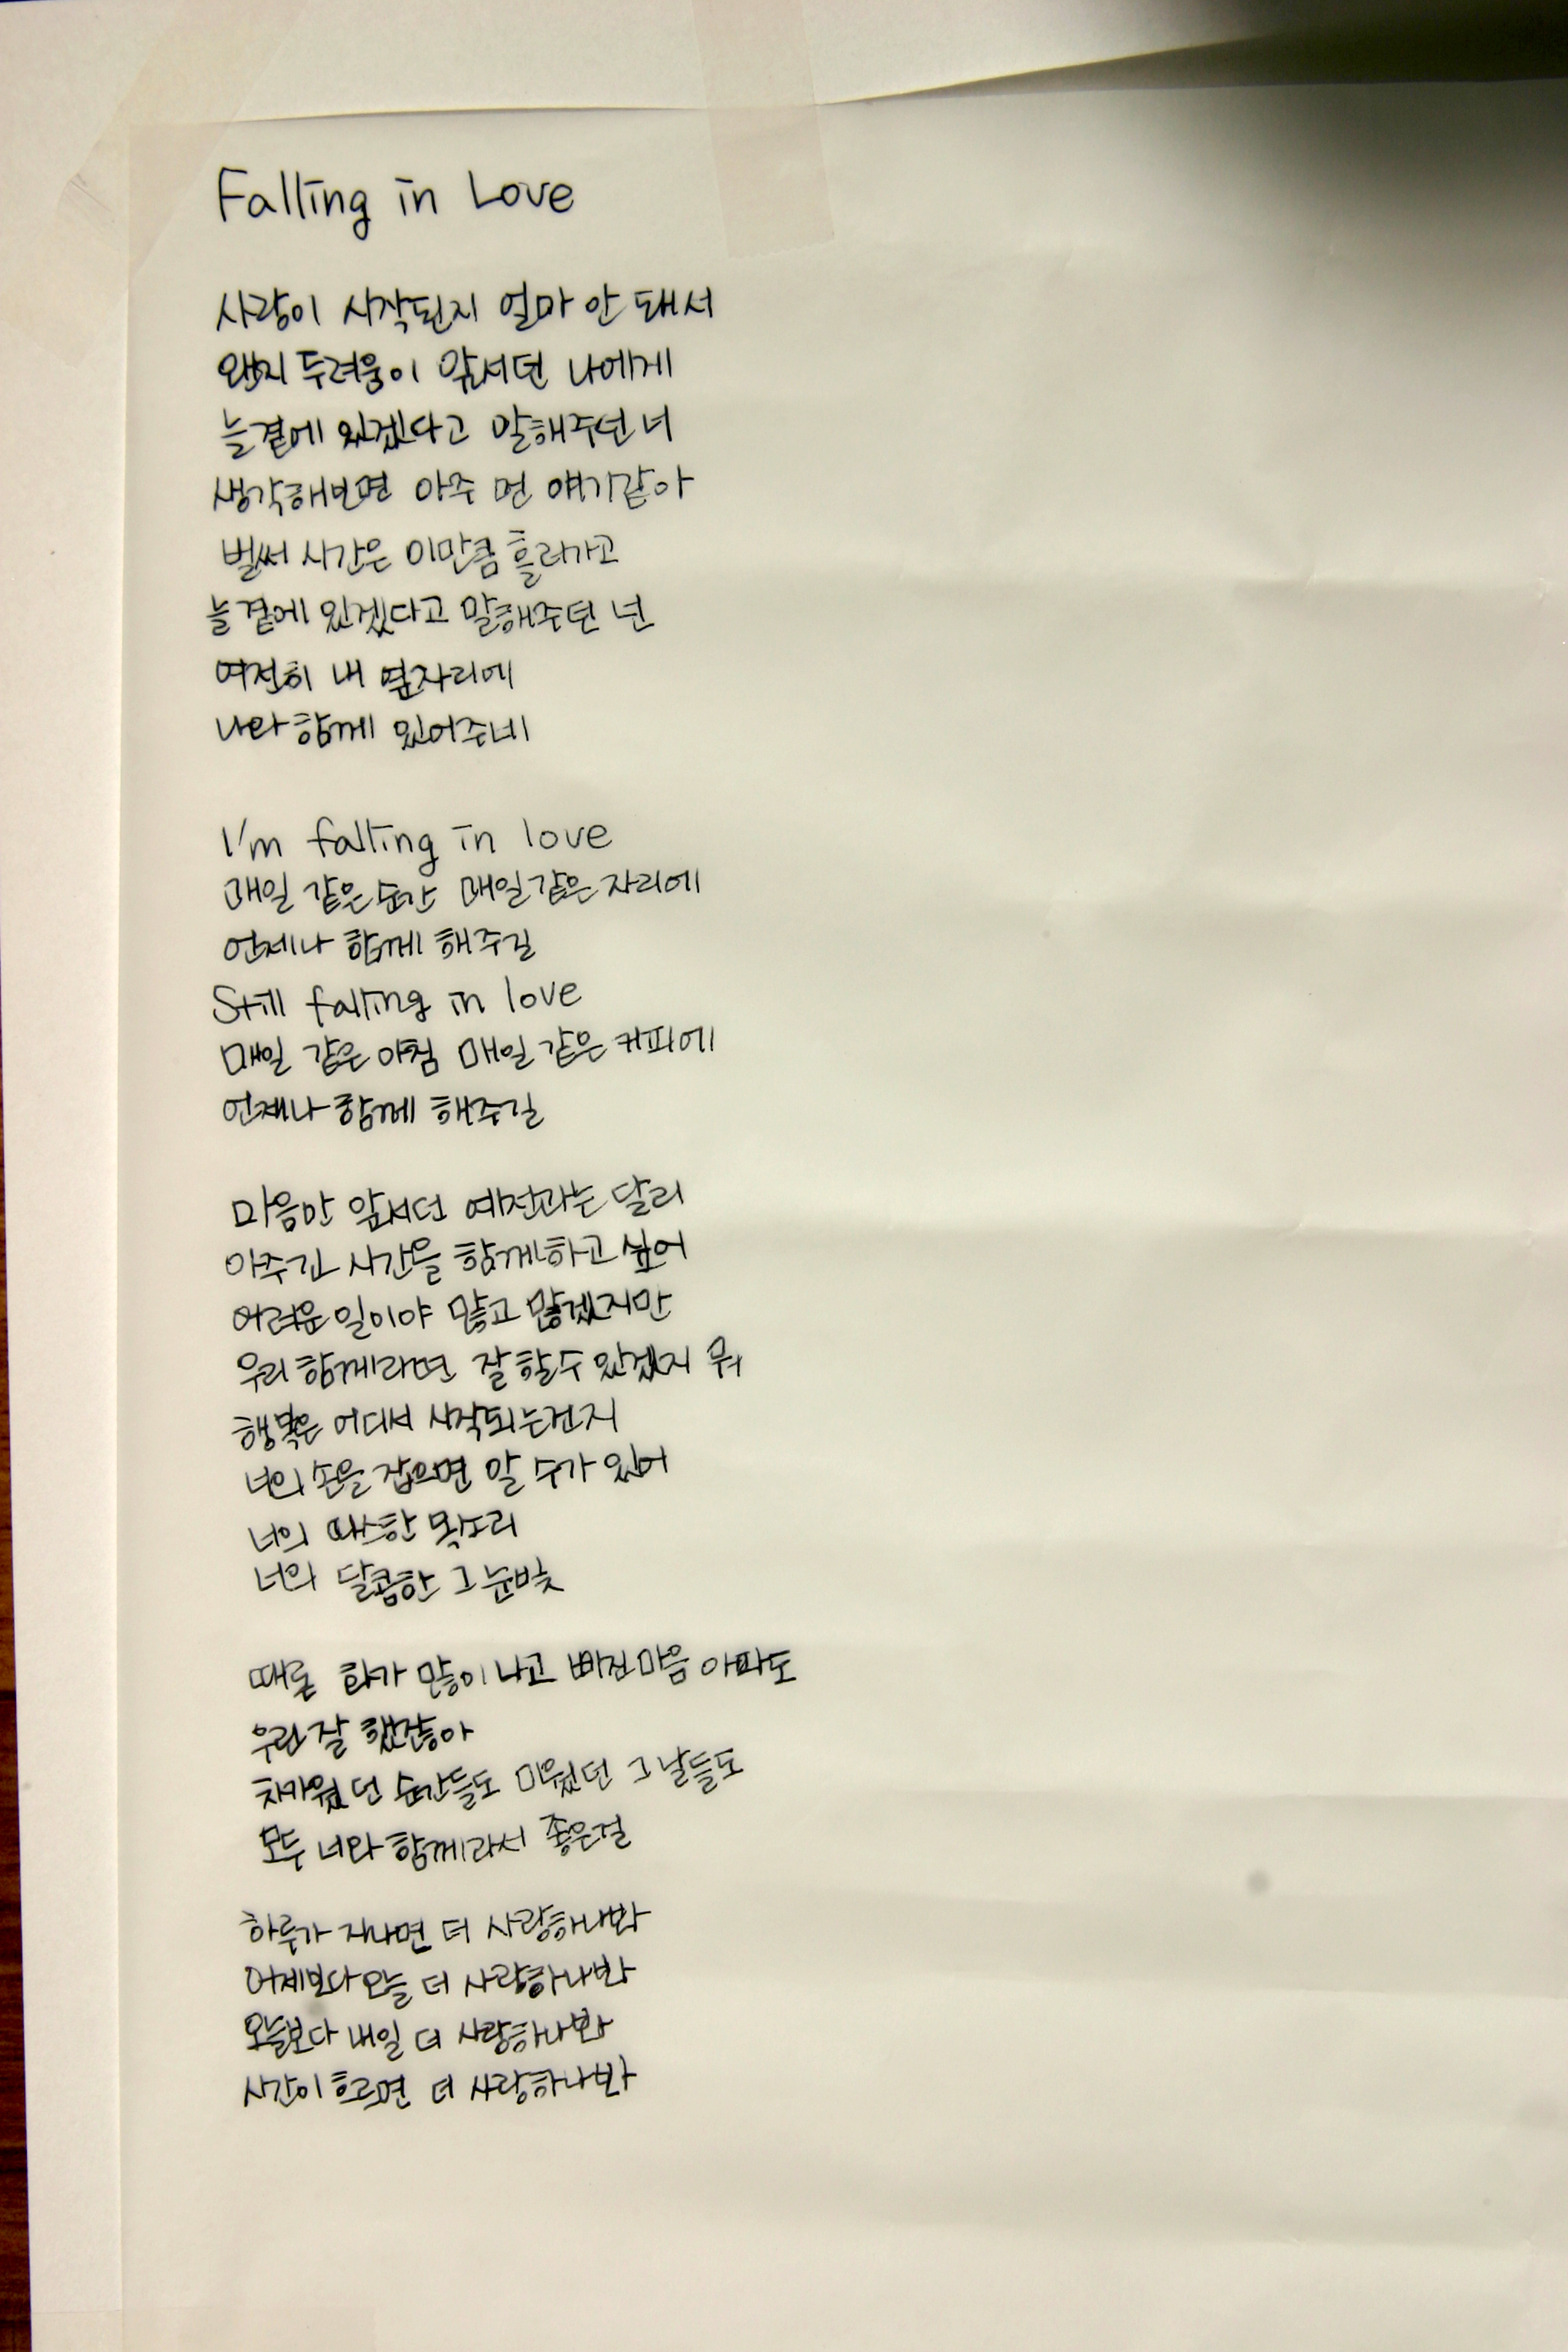 Falling in Love
사랑이 시작된지 얼마 안 돼서
왠지 두려움이 앞서던 나에게
늘 곁에 있겠다고 말해주던 너
생각해보면 아주 먼 얘기같아
벌써 시간은 이만큼 흘러가고
늘 곁에 있겠다고 말해주던 넌
여전히 내 옆자리에
나와 함께 있어주네
I'm falling in love
매일 같은 순간 매일 같은 자리에
언제나 함께 해주길
Still falling in love
매일 같은 아침 매일 같은 커피에
언제나 함께 해주길
마음만 앞서던 예전과는 달리
아주 긴 시간을 함께하고 싶어
어려운 일이야 많고 많겠지만
우리 함께라면 잘 할 수 있겠지 뭐
행복은 어디서 시작되는건지
너의 손을 잡으면 알 수가 있어
너의 따스한 목소리
너의 달콤한 그 눈빛
때론 화가 많이 나고 삐진 마음 아파도
우린 잘 했잖아
차가웠던 순간들도 미웠던 그 날들도
모두 너와 함께라서 좋은걸
하루가 지나면 더 사랑하나봐
어제보다 오늘 더 사랑하나봐
오늘보다 내일 더 사랑하나봐
시간이 흐르면 더 사랑하나봐